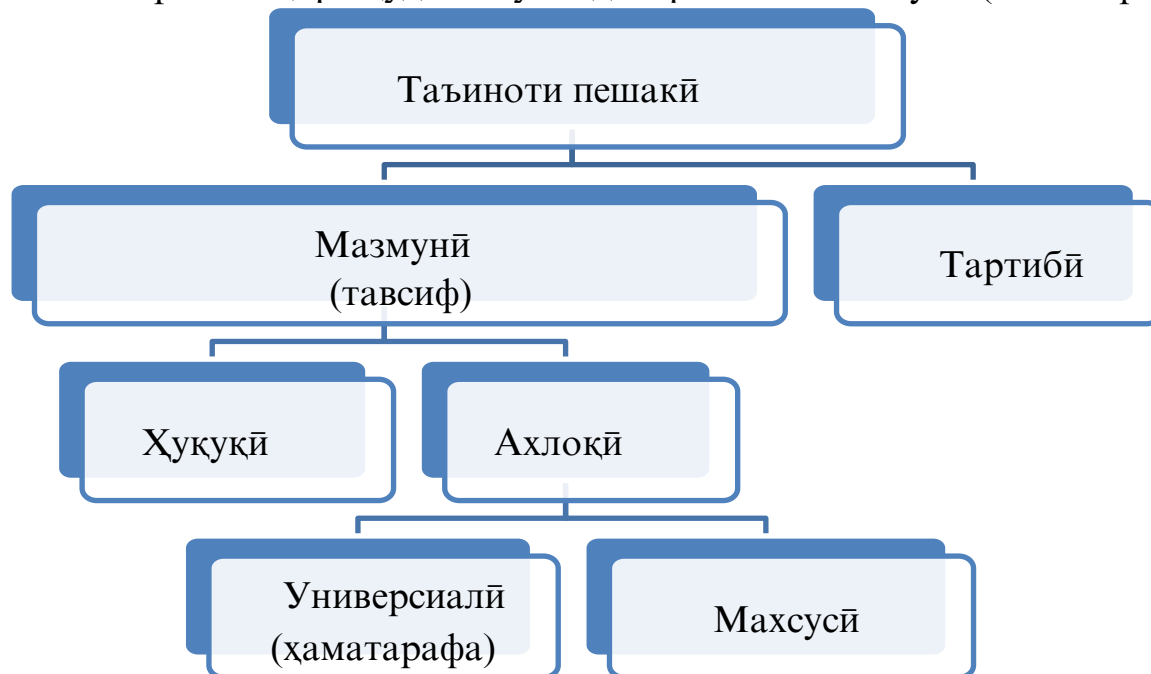 Таъиноти пешакӣ
Мазмунӣ
(тавсиф)
Тартибӣ
Ҳуқуқӣ
Ахлоқӣ
Универсиалӣ
(ҳаматарафа)
Махсусӣ